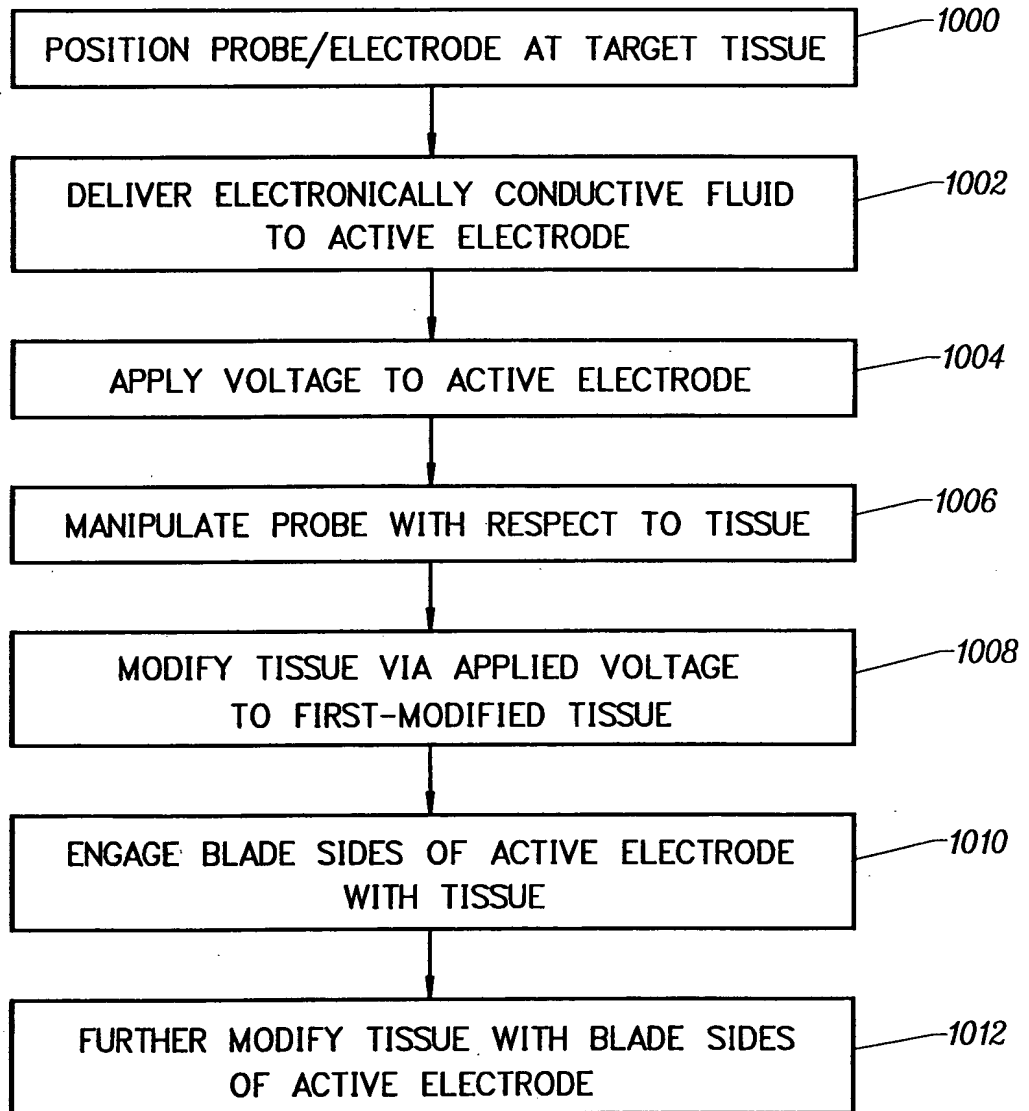 POSITION PROBE/ELECTRODE AT TARGET TISSUE
1000
DELIVER ELECTRONICALLY CONDUCTIVE FLUID
TO ACTIVE ELECTRODE
1002
APPLY VOLTAGE TO ACTIVE ELECTRODE
1004
MANIPULATE PROBE WITH RESPECT TO TISSUE
1006
MODIFY TISSUE VIA APPLIED VOLTAGE
TO FIRST-MODIFIED TISSUE
1008
ENGAGE BLADE SIDES OF ACTIVE ELECTRODE
WITH TISSUE
1010
FURTHER MODIFY TISSUE WITH BLADE SIDES
OF ACTIVE ELECTRODE
1012